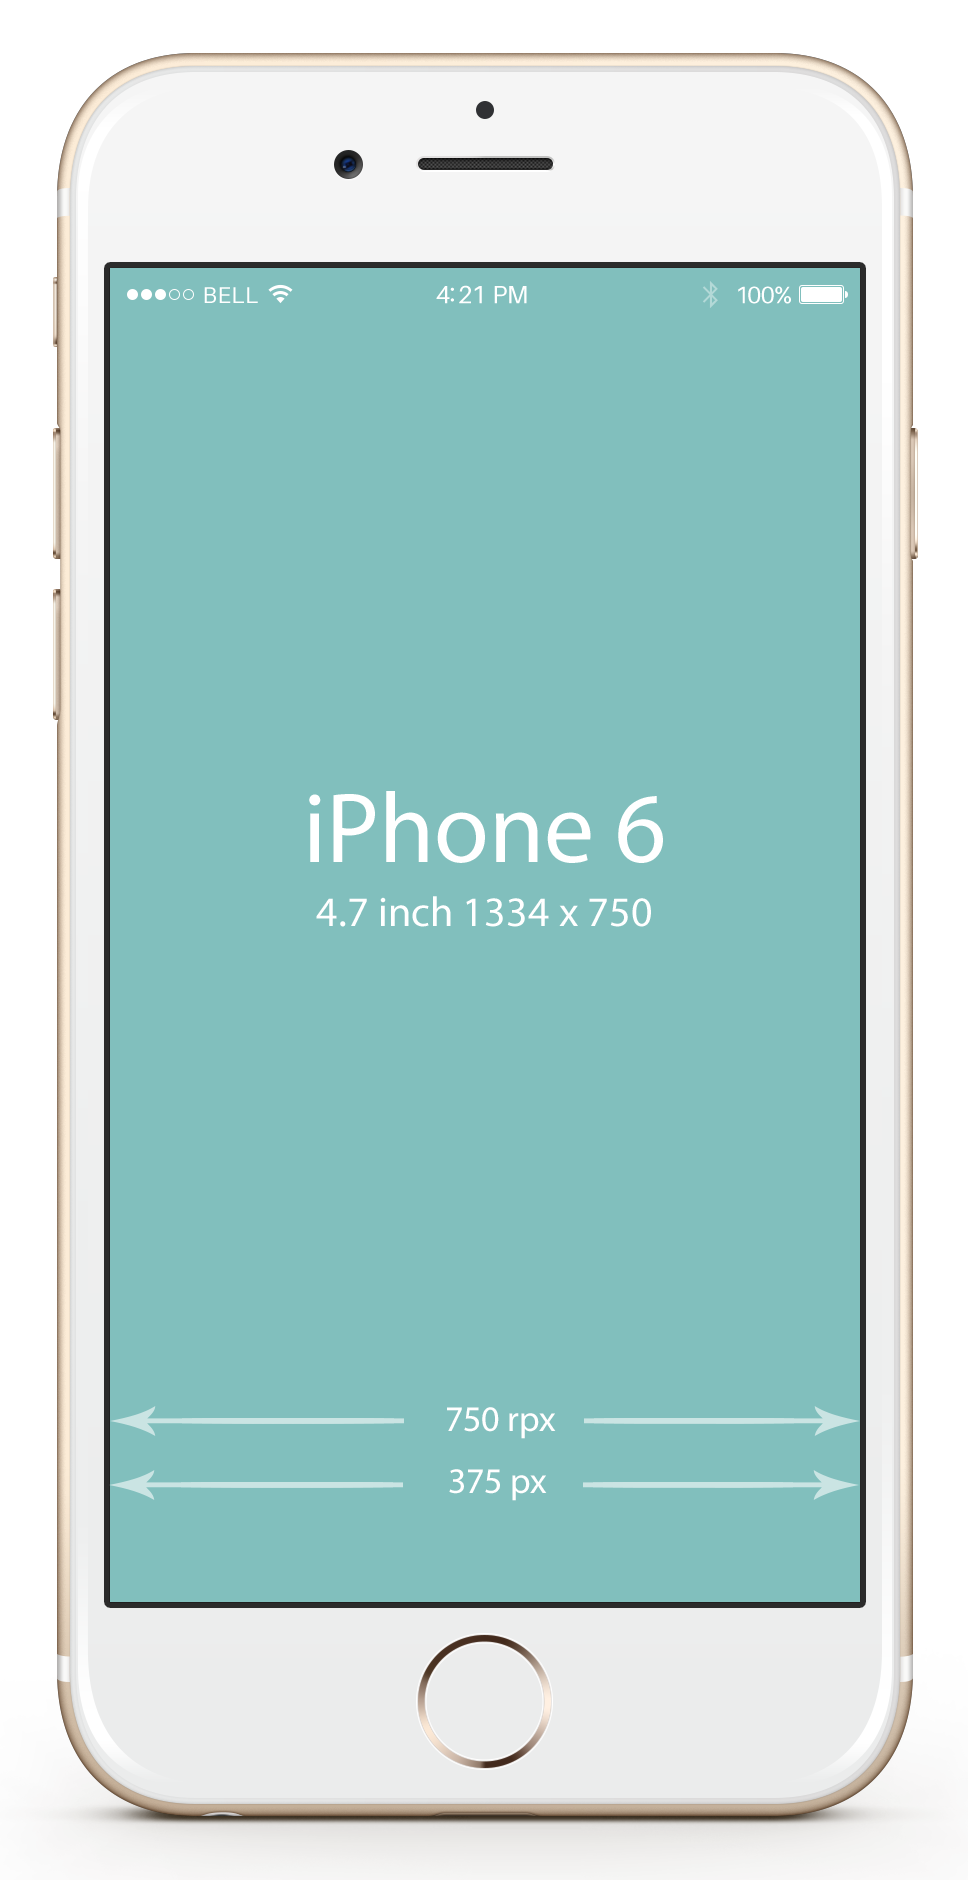 BELL 4:21 PM 100%
iPhone 6
4.7 inch 1334 x 750
750 rpx
375 px